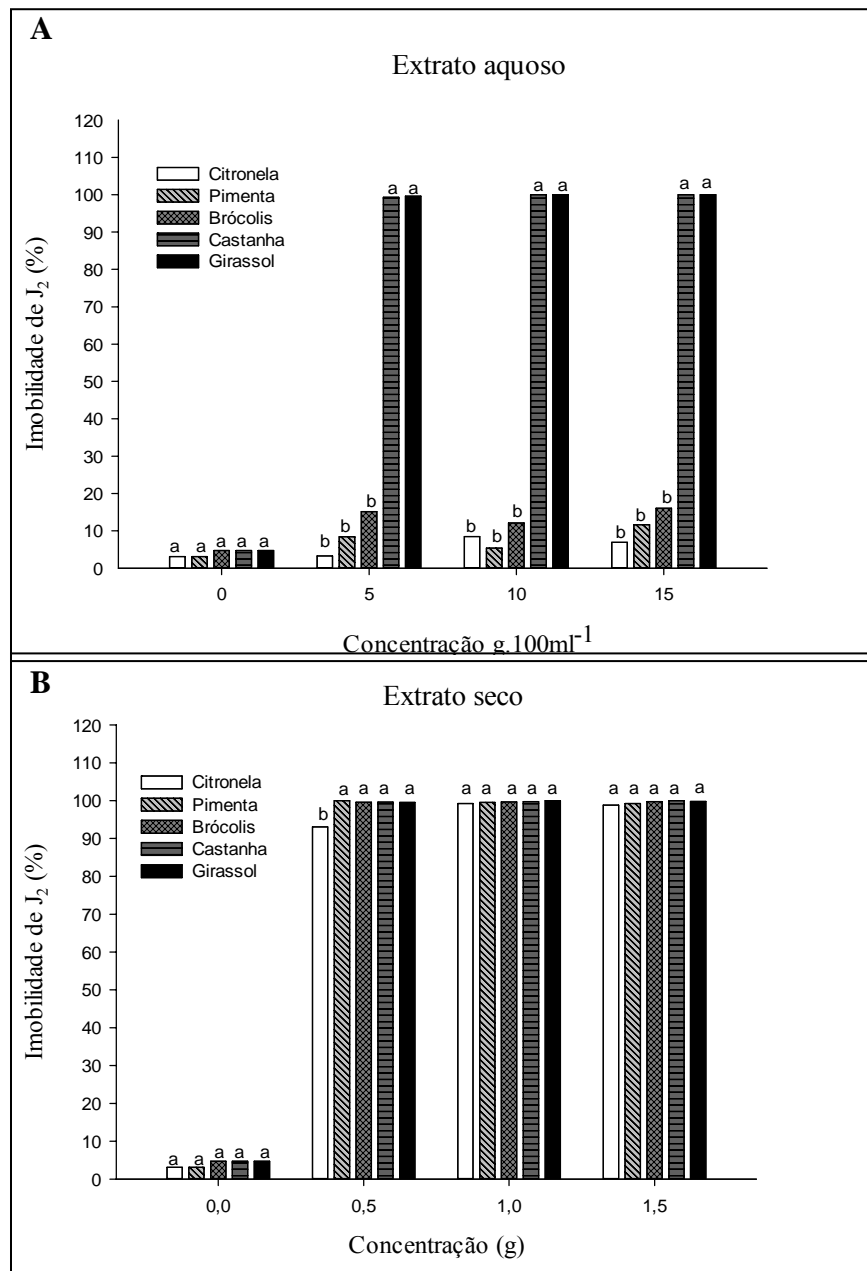 A
Extrato aquoso
120
110
100
90
80
70
60
50
40
30
20
10
0
Imobilidade de J2 (%)
Citronela
Pimenta
Brócolis
Castanha
Girassol
a a a a a
b b b a a
b b b a a
b b b a a
0 5 10 15
Concentração g.100ml-1
B
Extrato seco
120
110
100
90
80
70
60
50
40
30
20
10
0
Imobilidade de J2 (%)
Citronela
Pimenta
Brócolis
Castanha
Girassol
a a a a a
b a a a a
a a a a a
a a a a a
0,0 0,5 1,0 1,5
Concentração (g)